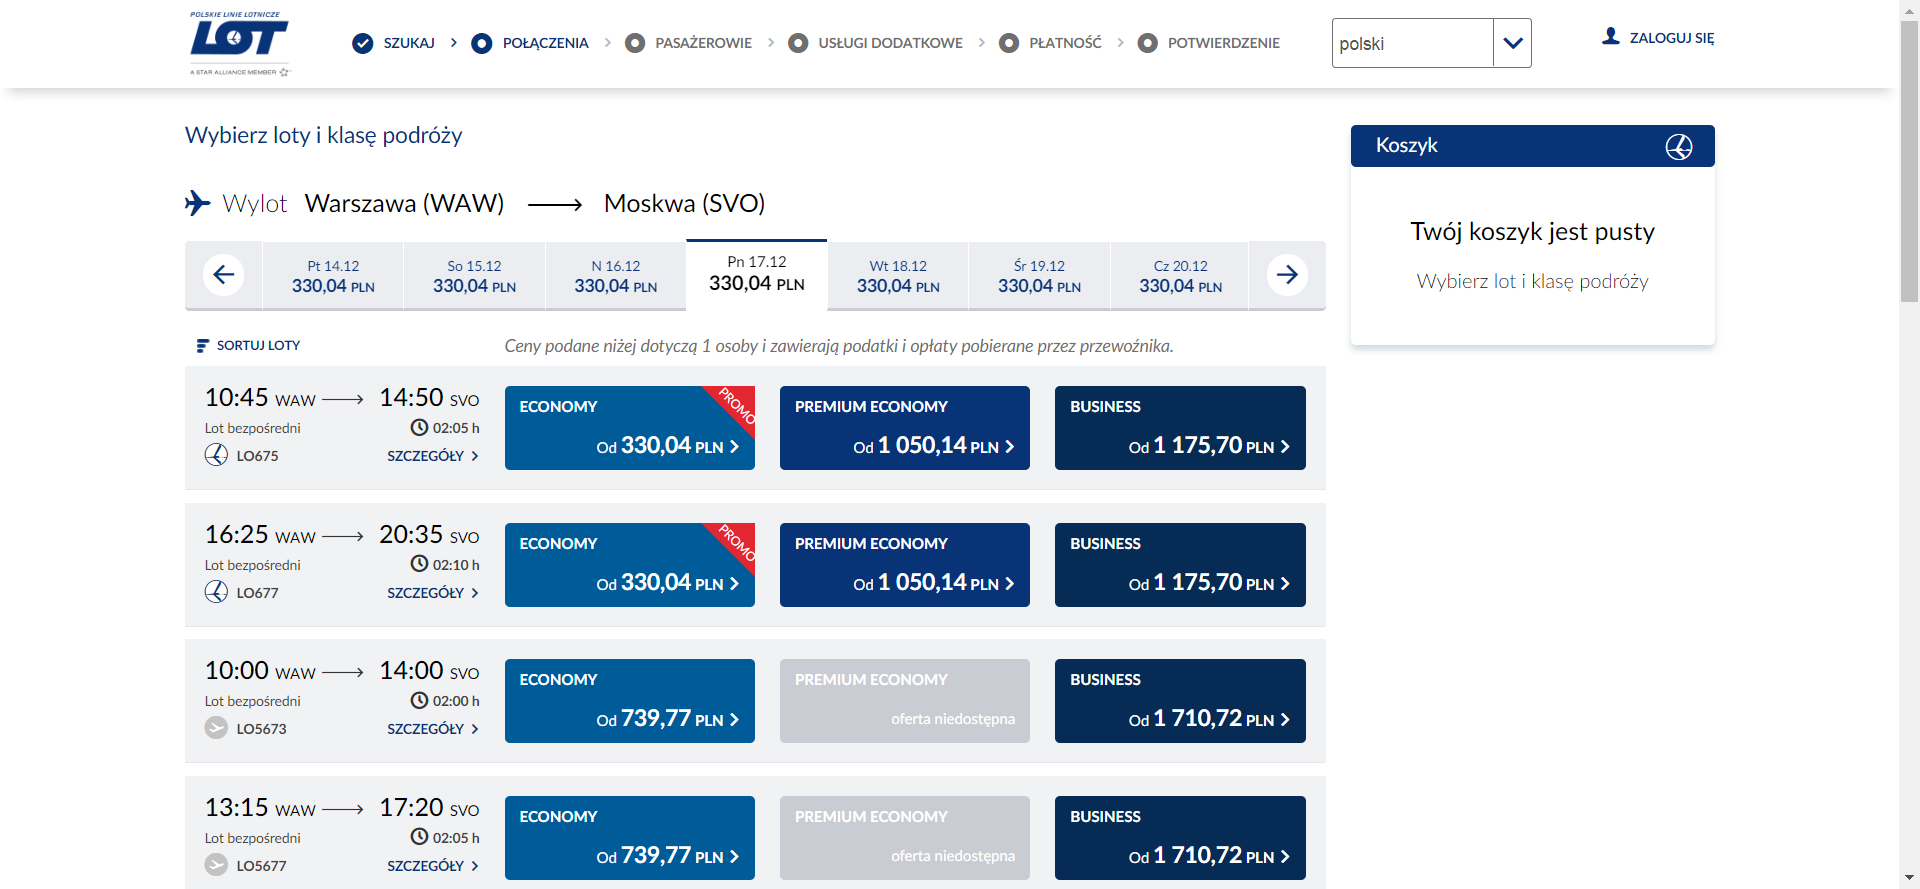 POLSKIE LINIE LOTNICZE
LOT
A STAR ALLIANCE MEMBER
SZUKAJ
POŁĄCZENIA
PASAŻEROWIE
USŁUGI DODATKOWE
PŁATNOŚĆ
POTWIERDZENIE
polski
ZALOGUJ SIĘ
Wybierz loty i klasę podróży
Wylot Warszawa (WAW) Moskwa (SVO)
Pt 14.12
330,04 PLN
So 15.12
330,04 PLN
N 16.12
330,04 PLN
Pn 17.12
330,04 PLN
Wt 18.12
330,04 PLN
Śr 19.12
330,04 PLN
Cz 20.12
330,04 PLN
Koszyk
Twój koszyk jest pusty
Wybierz lot i klasę podróży
SORTUJ LOTY
Ceny podane niżej dotyczą 1 osoby i zawierają podatki i opłaty pobierane przez przewoźnika.
10:45 WAW 14:50 SVO
Lot bezpośredni 02:05 h
LO675 SZCZEGÓŁY
ECONOMY
PROMO
Od 330,04 PLN
PREMIUM ECONOMY
Od 1 050,14 PLN
BUSINESS
Od 1 175,70 PLN
16:25 WAW 20:35 SVO
Lot bezpośredni 02:10 h
LO677 SZCZEGÓŁY
ECONOMY
PROMO
Od 330,04 PLN
PREMIUM ECONOMY
Od 1 050,14 PLN
BUSINESS
Od 1 175,70 PLN
10:00 WAW 14:00 SVO
Lot bezpośredni 02:00 h
LO5673 SZCZEGÓŁY
ECONOMY
Od 739,77 PLN
PREMIUM ECONOMY
oferta niedostępna
BUSINESS
Od 1 710,72 PLN
13:15 WAW 17:20 SVO
Lot bezpośredni 02:05 h
LO5677 SZCZEGÓŁY
ECONOMY
Od 739,77 PLN
PREMIUM ECONOMY
oferta niedostępna
BUSINESS
Od 1 710,72 PLN